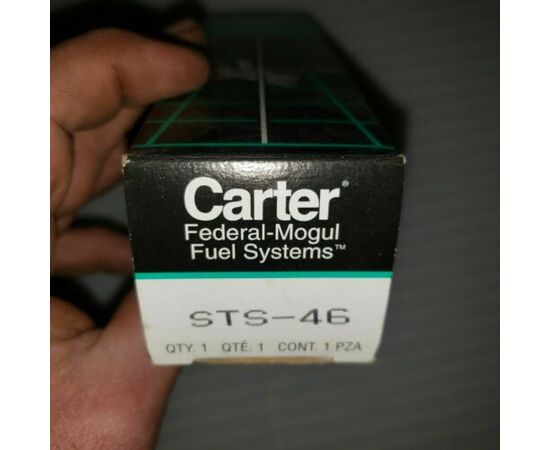 Carter®
Federal-Mogul
Fuel Systems™
STS-46
QTY. 1 QTÉ. 1 CONT. 1 PZA